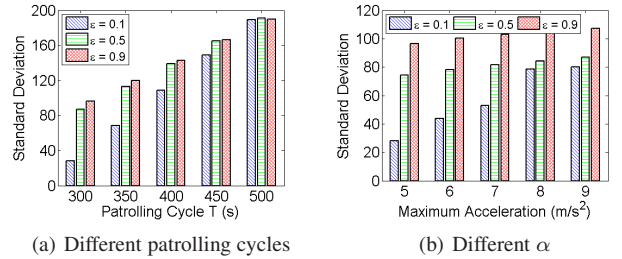 Standard Deviation
200
160
120
80
40
0
ε = 0.1
ε = 0.5
ε = 0.9
300 350 400 450 500
Patrolling Cycle T (s)
(a) Different patrolling cycles
Standard Deviation
120
100
80
60
40
20
0
ε = 0.1 ε = 0.5 ε = 0.9
5 6 7 8 9
Maximum Acceleration (m/s²)
(b) Different α